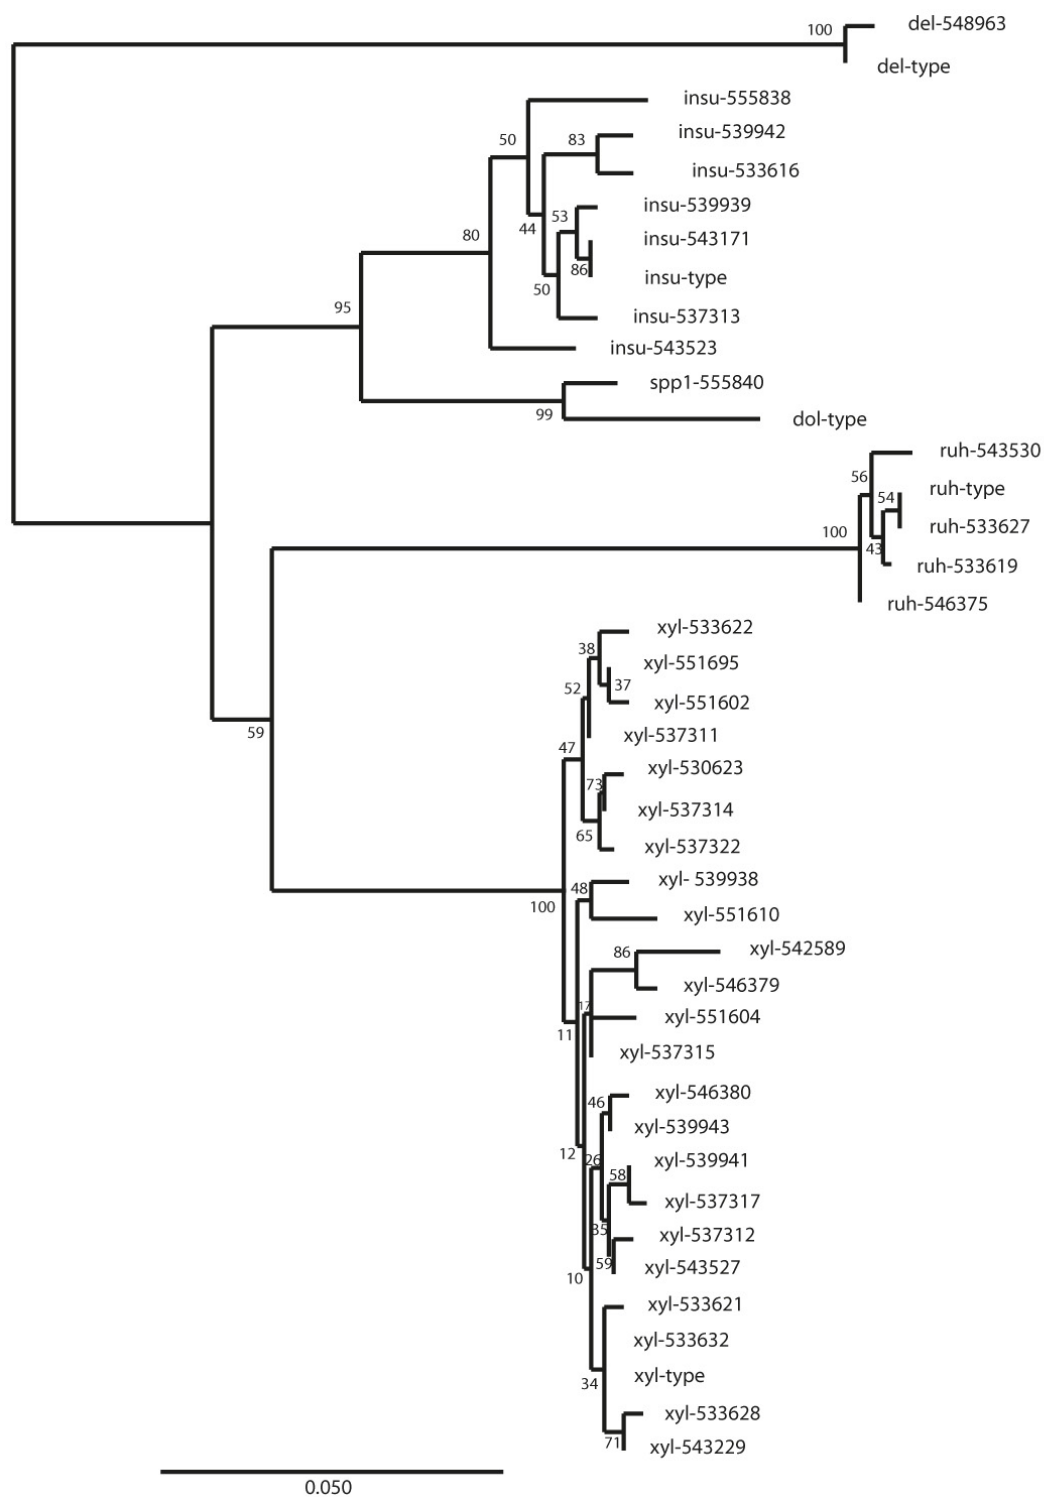 100
del-548963
del-type
insu-555838
50
83
insu-539942
insu-533616
53
insu-539939
44
80
insu-543171
86
insu-type
50
95
insu-537313
insu-543523
spp1-555840
99
dol-type
ruh-543530
56
ruh-type
54
100
ruh-533627
43
ruh-533619
ruh-546375
xyl-533622
38
xyl-551695
52
37
xyl-551602
59
xyl-537311
47
xyl-530623
73
xyl-537314
65
xyl-537322
xyl- 539938
48
100
xyl-551610
86
xyl-542589
xyl-546379
17
xyl-551604
11
xyl-537315
xyl-546380
46
xyl-539943
12
26
xyl-539941
58
xyl-537317
35
xyl-537312
59
xyl-543527
10
xyl-533621
xyl-533632
xyl-type
34
xyl-533628
71
xyl-543229
0.050